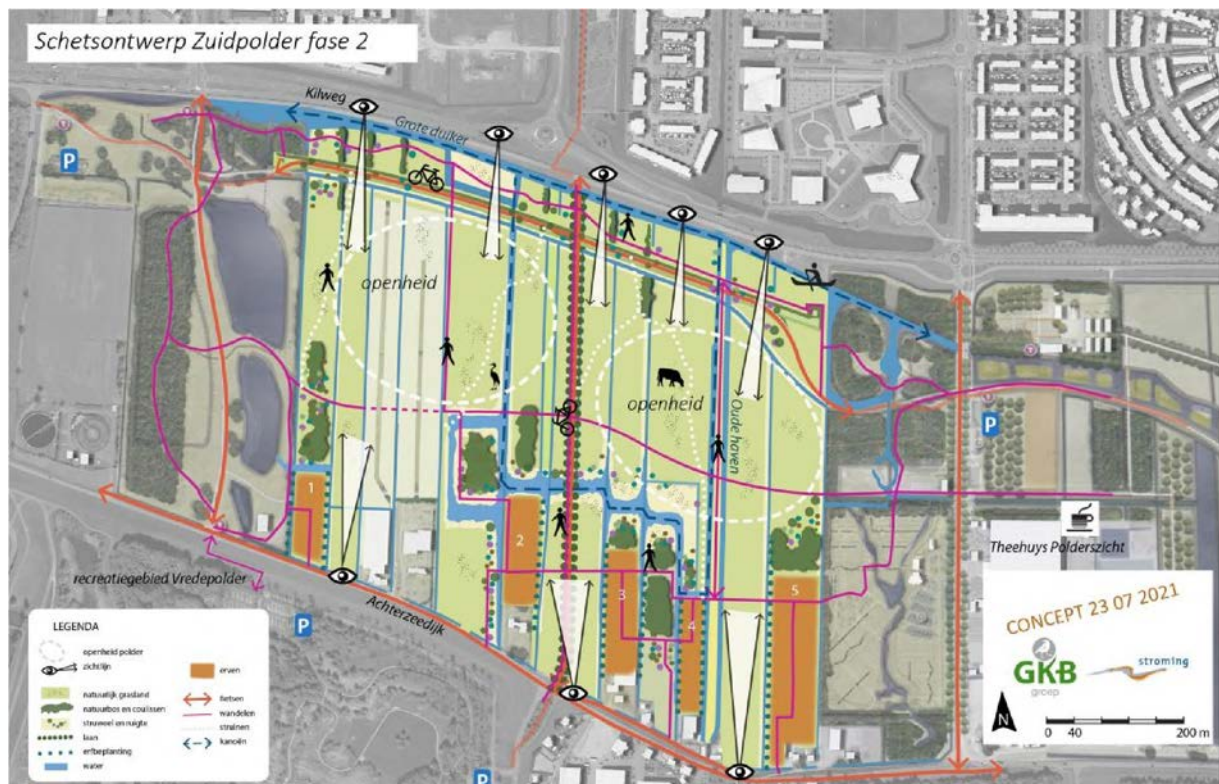 Schetsontwerp Zuidpolder fase 2
Kilweg
Grote duiker
P
openheid
openheid
Oude haven
P
1
2
3
4
5
Theehuys Polderszicht
recreatiegebied Vredepolder
Achterzeedijk
P
P
LEGENDA
openheid polder
zichtlijn
natuurlijk grasland
natuurbos en coulissen
struweel en ruigte
laan
erfbeplanting
water
erven
fietsen
wandelen
struinen
kanoën
CONCEPT 23 07 2021
GKB
groep
stroming
N
0 40 200 m